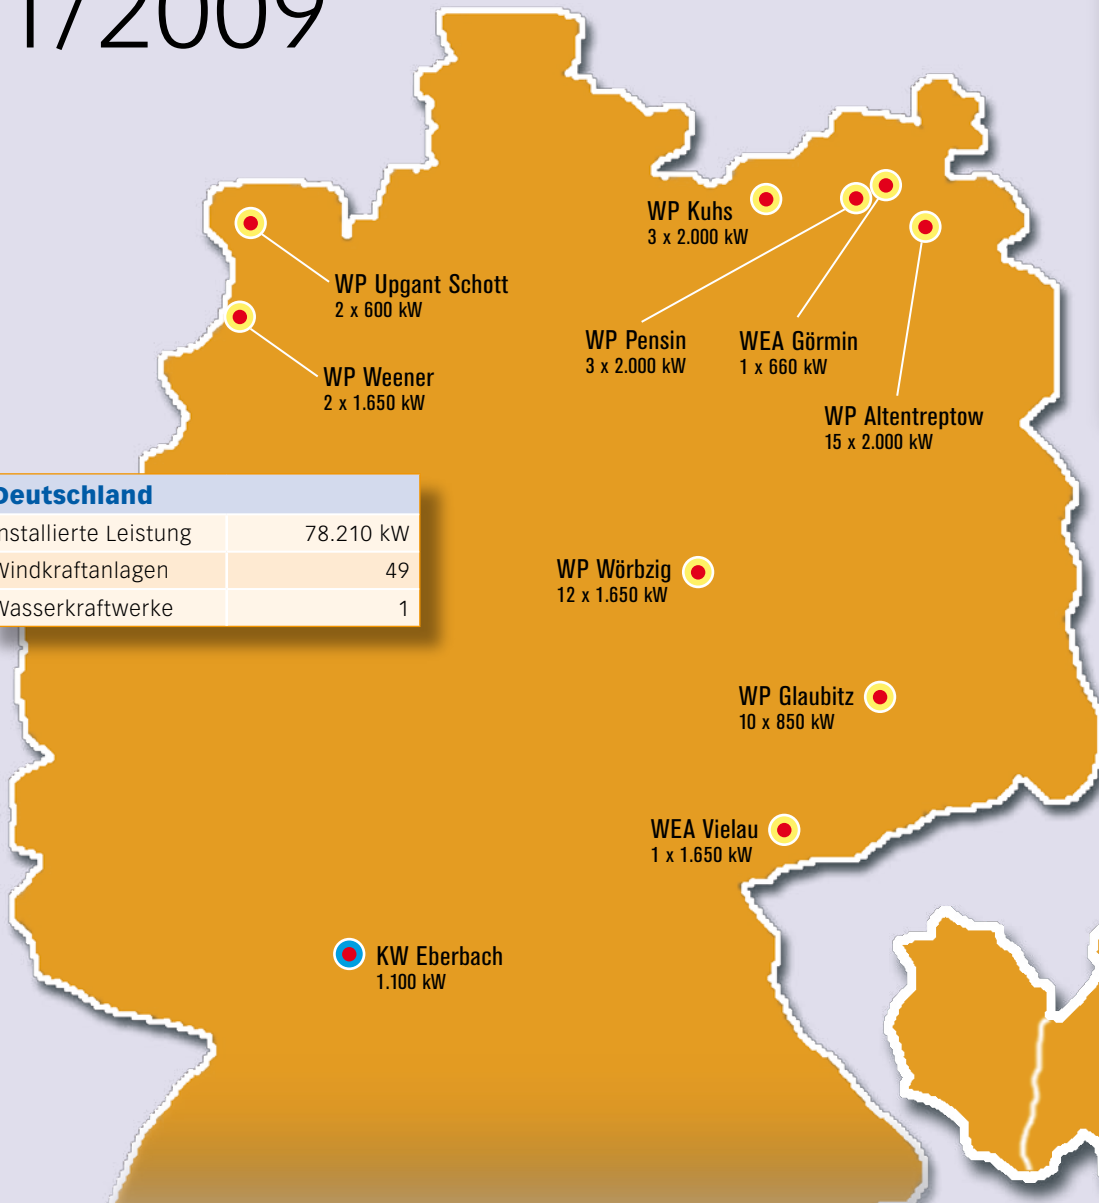 1/2009
WP Kuhs
3 x 2.000 kW
WP Upgant Schott
2 x 600 kW
WP Pensin
3 x 2.000 kW
WEA Görmin
1 x 660 kW
WP Weener
2 x 1.650 kW
WP Altentreptow
15 x 2.000 kW
Deutschland
Installierte Leistung 78.210 kW
Windkraftanlagen 49
Wasserkraftwerke 1
WP Wörbzig
12 x 1.650 kW
WP Glaubitz
10 x 850 kW
WEA Vielau
1 x 1.650 kW
KW Eberbach
1.100 kW